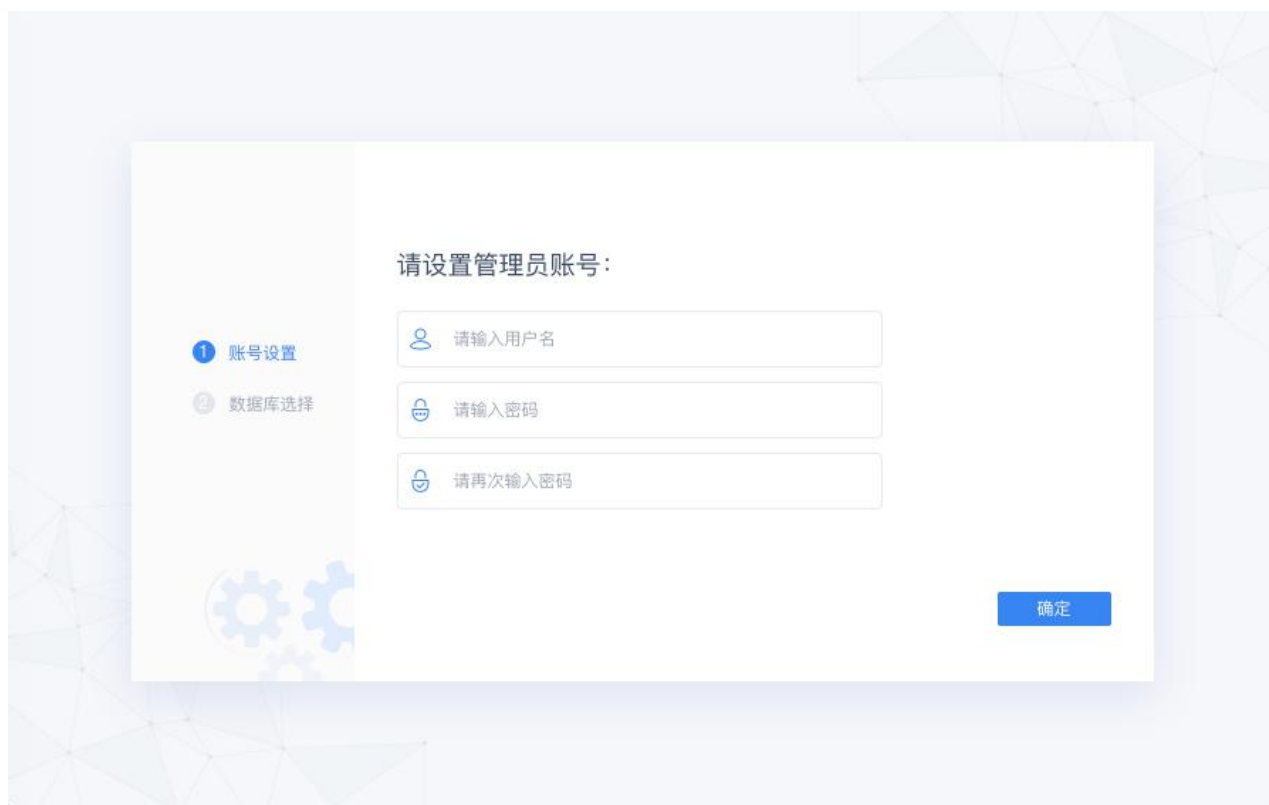 请设置管理员账号：
1 账号设置
2 数据库选择
请输入用户名
请输入密码
请再次输入密码
确定